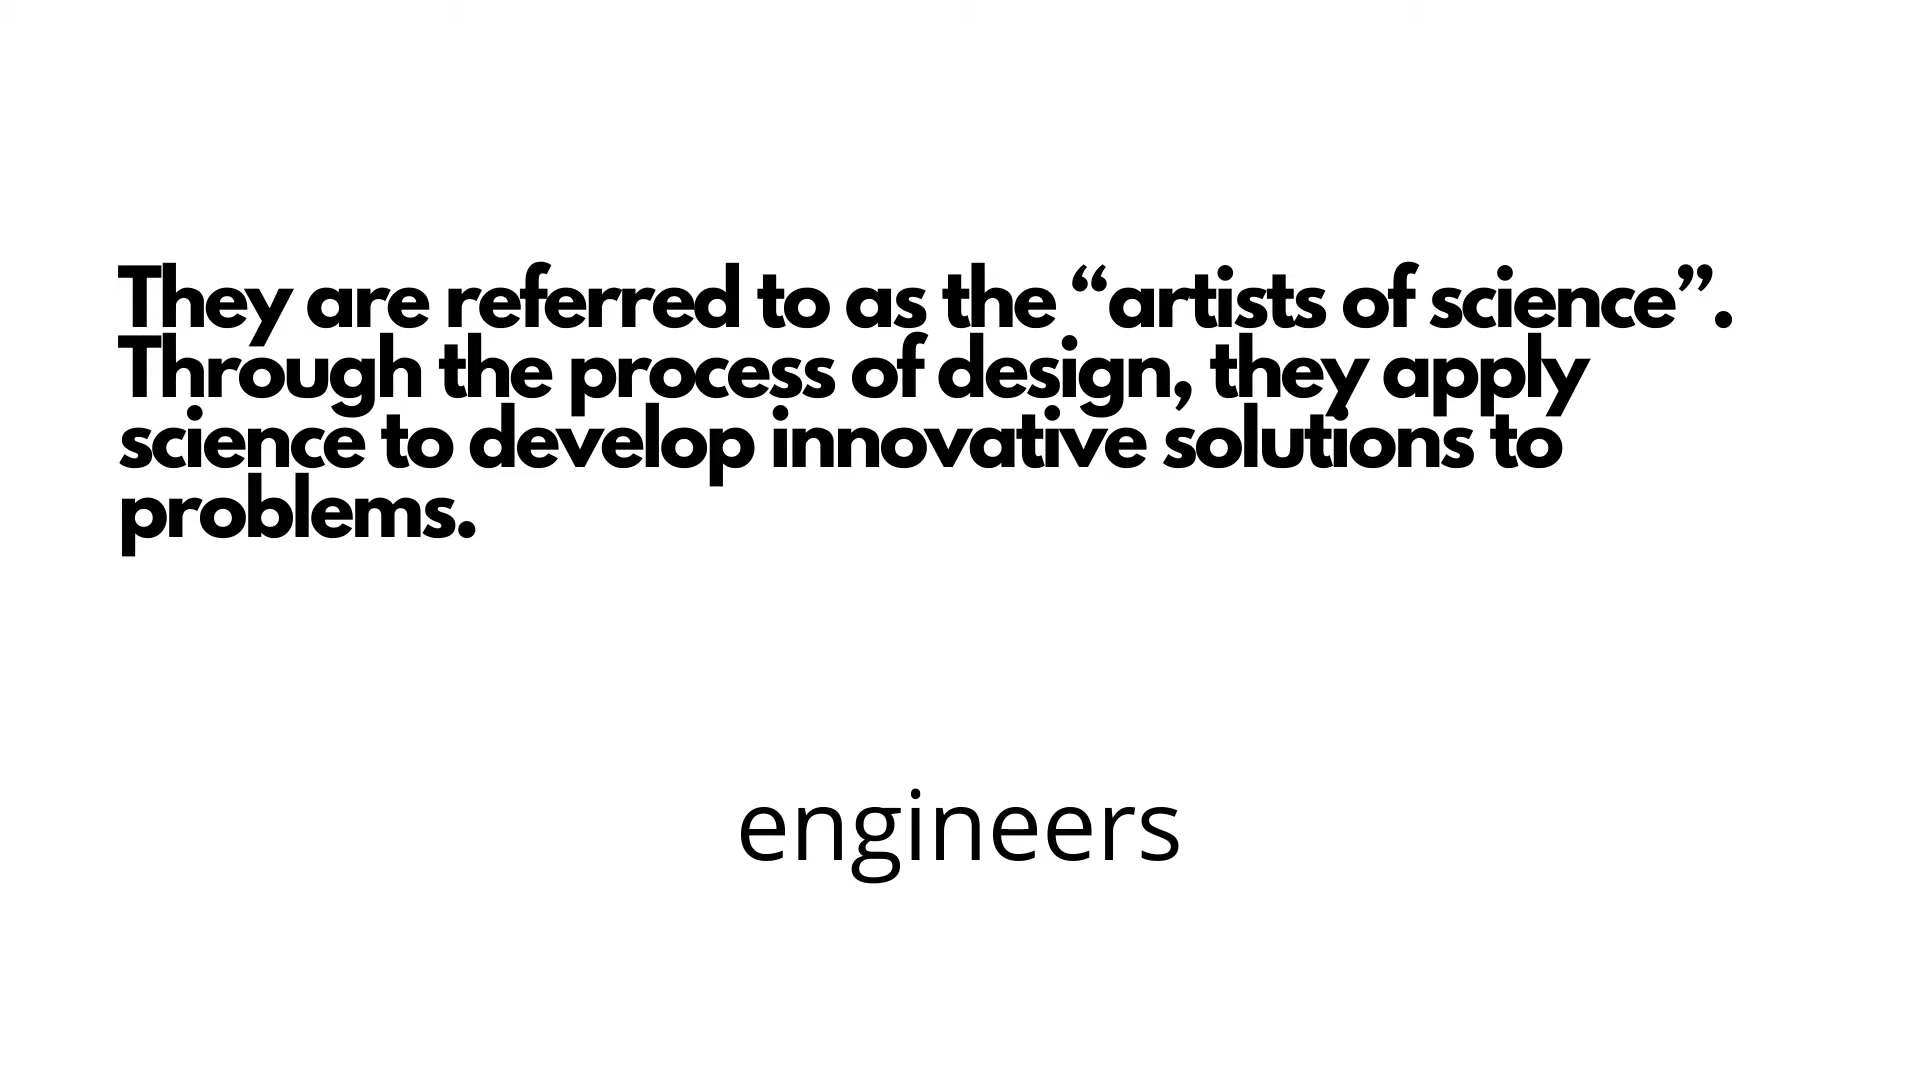 They are referred to as the “artists of science”.
Through the process of design, they apply
science to develop innovative solutions to
problems.
engineers